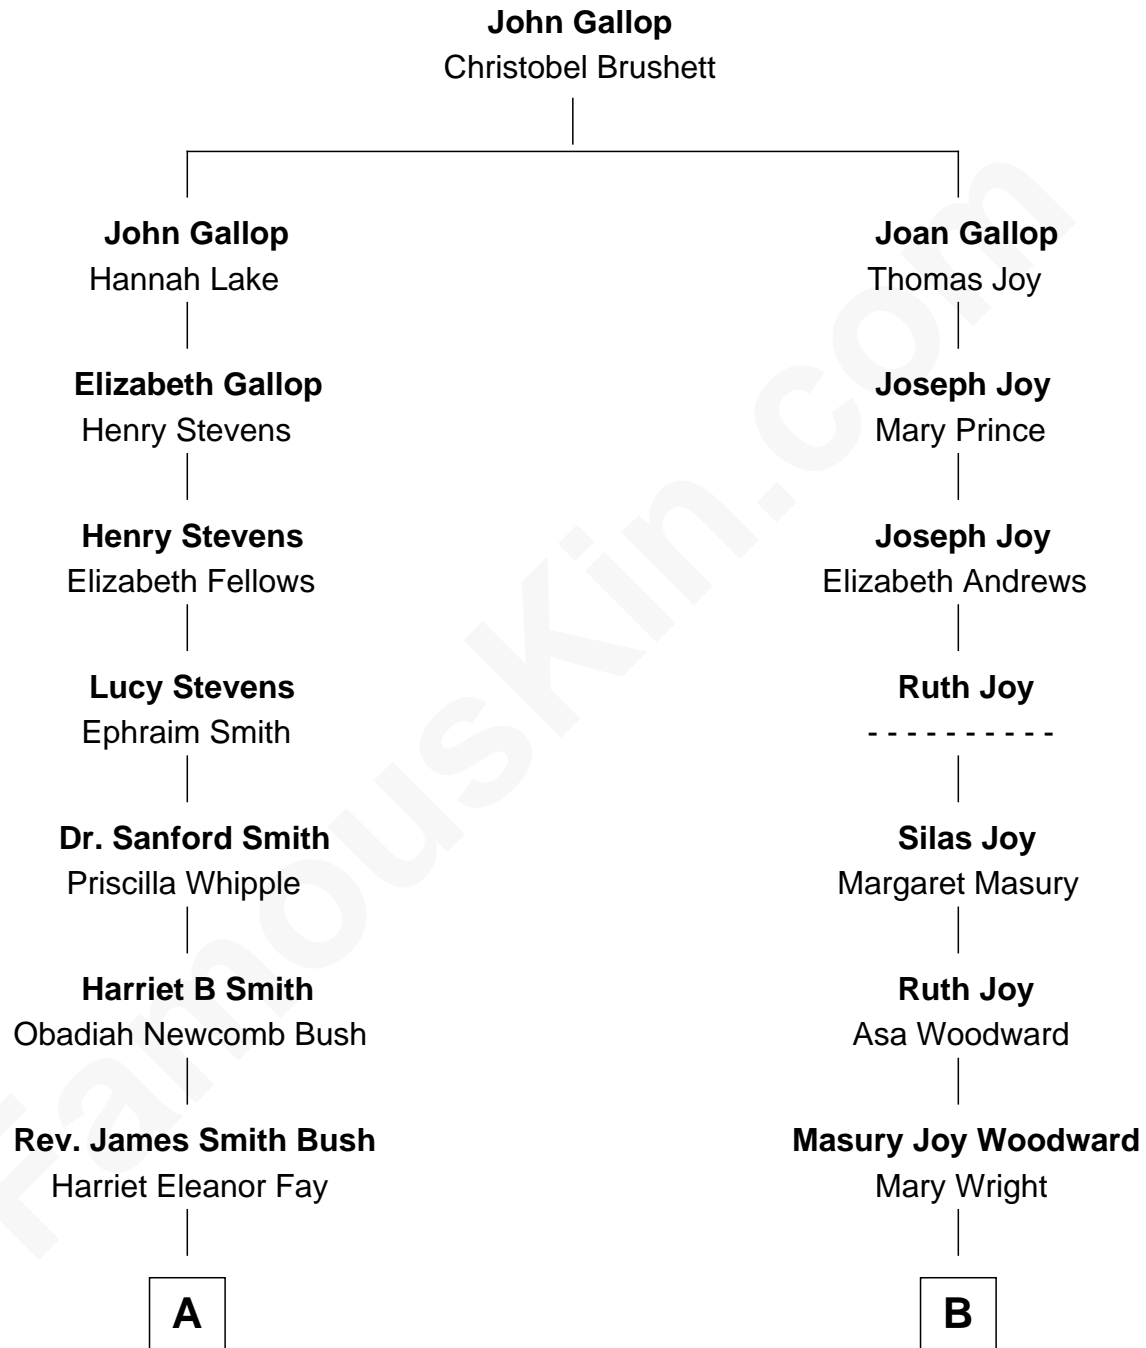 John Gallop
Christobel Brushett
John Gallop
Hannah Lake
Elizabeth Gallop
Henry Stevens
Henry Stevens
Elizabeth Fellows
Lucy Stevens
Ephraim Smith
Dr. Sanford Smith
Priscilla Whipple
Harriet B Smith
Obadiah Newcomb Bush
Rev. James Smith Bush
Harriet Eleanor Fay
A
Joan Gallop
Thomas Joy
Joseph Joy
Mary Prince
Joseph Joy
Elizabeth Andrews
Ruth Joy
- - - - - - - - - -
Silas Joy
Margaret Masury
Ruth Joy
Asa Woodward
Masury Joy Woodward
Mary Wright
B
FamousKin.com